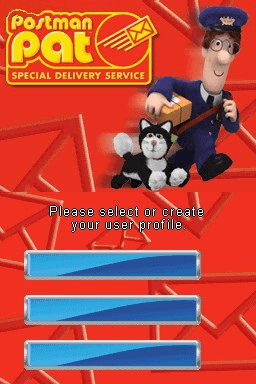 Postman
Pat
SPECIAL DELIVERY SERVICE
Please select or create
your user profile.